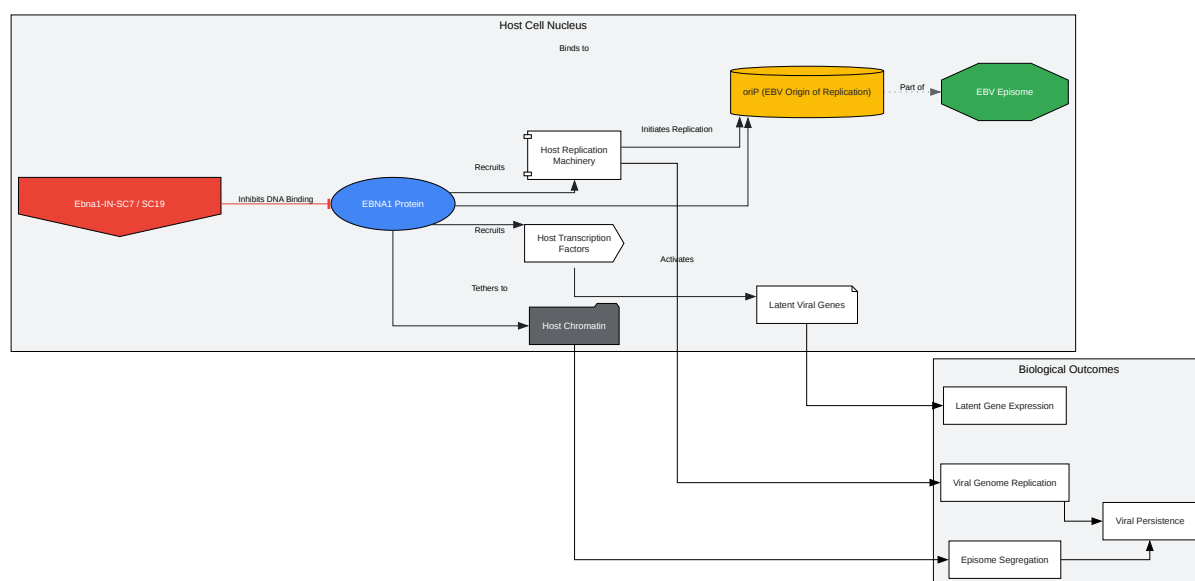 Host Cell Nucleus
Binds to
oriP (EBV Origin of Replication)
Part of
EBV Episome
Initiates Replication
Host Replication
Machinery
Recruits
Ebna1-IN-SC7 / SC19
Inhibits DNA Binding
EBNA1 Protein
Recruits
Host Transcription
Factors
Activates
Tethers to
Latent Viral Genes
Host Chromatin
Biological Outcomes
Latent Gene Expression
Viral Genome Replication
Viral Persistence
Episome Segregation